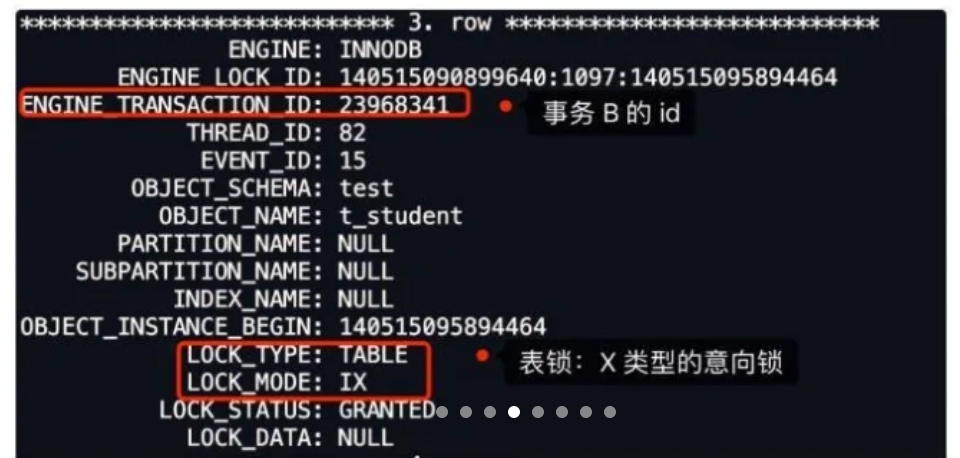 *************************** 3. row ***************************
ENGINE: INNODB
ENGINE_LOCK_ID: 140515090899640:1097:140515095894464
ENGINE_TRANSACTION_ID: 23968341
事务 B 的 id
THREAD_ID: 82
EVENT_ID: 15
OBJECT_SCHEMA: test
OBJECT_NAME: t_student
PARTITION_NAME: NULL
SUBPARTITION_NAME: NULL
INDEX_NAME: NULL
OBJECT_INSTANCE_BEGIN: 140515095894464
LOCK_TYPE: TABLE
表锁：X 类型的意向锁
LOCK_MODE: IX
LOCK_STATUS: GRANTED
LOCK_DATA: NULL